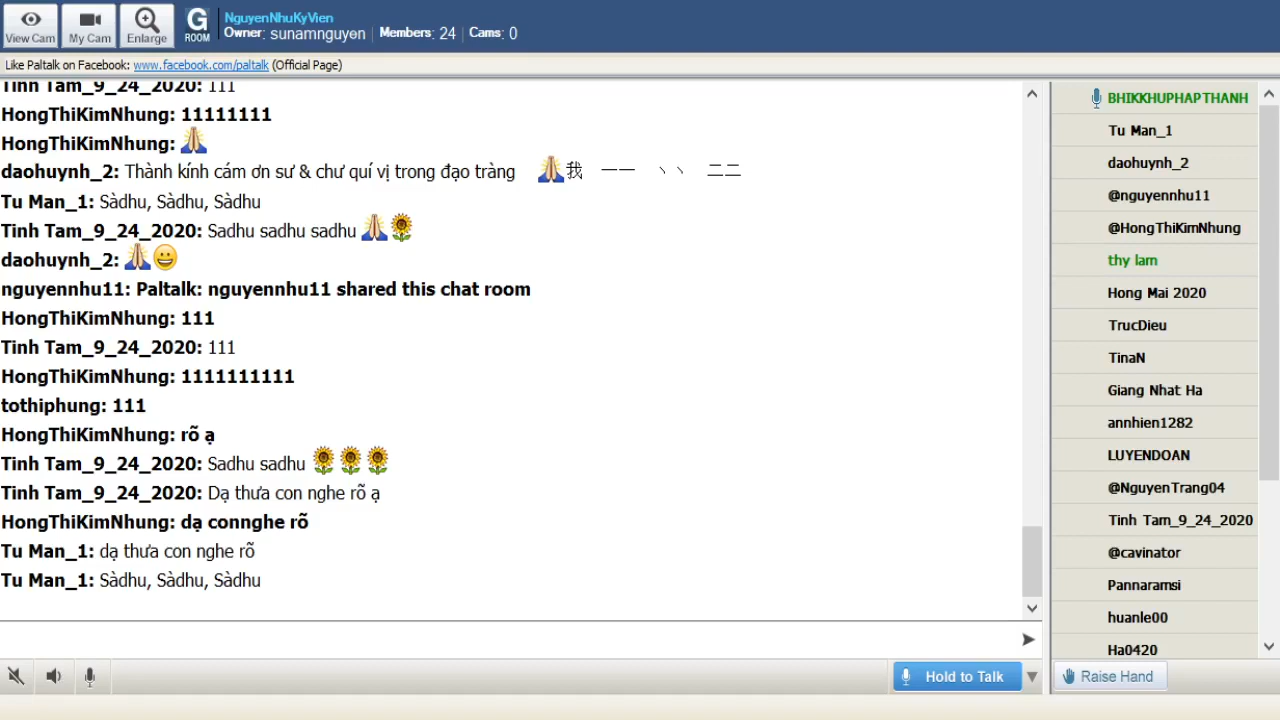 View Cam
My Cam
Enlarge
G
ROOM
NguyenNhuKyVien
Owner: sunamnguyen Members: 24 Cams: 0
Like Paltalk on Facebook: www.facebook.com/paltalk (Official Page)
Tinh Tam_9_24_2020: 111
HongThiKimNhung: 11111111
HongThiKimNhung: 🙏
daohuynh_2: Thành kính cám ơn sư & chư quí vị trong đạo tràng 🙏我 一一 丶丶 二二
Tu Man_1: Sàdhu, Sàdhu, Sàdhu
Tinh Tam_9_24_2020: Sadhu sadhu sadhu 🙏🌻
daohuynh_2: 🙏😀
nguyennhu11: Paltalk: nguyennhu11 shared this chat room
HongThiKimNhung: 111
Tinh Tam_9_24_2020: 111
HongThiKimNhung: 1111111111
tothiphung: 111
HongThiKimNhung: rõ ạ
Tinh Tam_9_24_2020: Sadhu sadhu 🌻🌻🌻
Tinh Tam_9_24_2020: Dạ thưa con nghe rõ ạ
HongThiKimNhung: dạ connghe rõ
Tu Man_1: dạ thưa con nghe rõ
Tu Man_1: Sàdhu, Sàdhu, Sàdhu
Hold to Talk
BHIKKHUPHAPTHANH
Tu Man_1
daohuynh_2
@nguyennhu11
@HongThiKimNhung
thy lam
Hong Mai 2020
TrucDieu
TinaN
Giang Nhat Ha
annhien1282
LUYENDOAN
@NguyenTrang04
Tinh Tam_9_24_2020
@cavinator
Pannaramsi
huanle00
Ha0420
Raise Hand